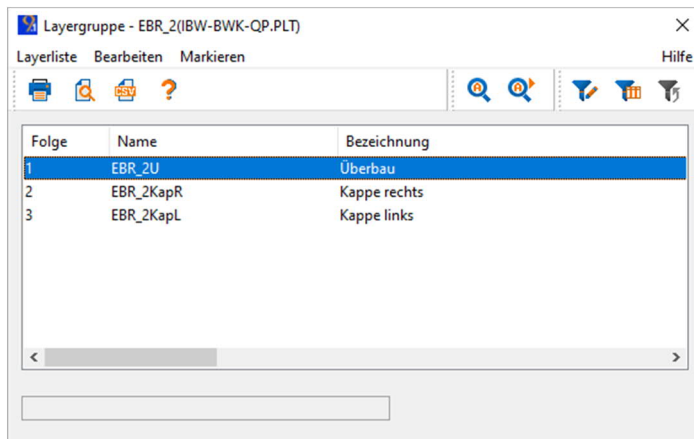 Layergruppe - EBR_2(IBW-BWK-QP.PLT)
Layerliste Bearbeiten Markieren Hilfe
CSV ? A A
Folge Name Bezeichnung
1 EBR_2U Überbau
2 EBR_2KapR Kappe rechts
3 EBR_2KapL Kappe links